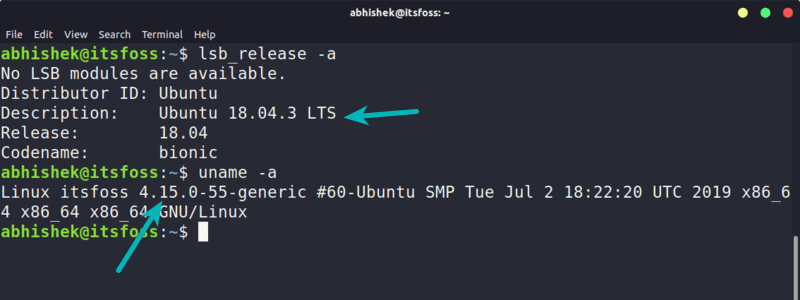 abhishek@itsfoss: ~
File Edit View Search Terminal Help
abhishek@itsfoss:~$ lsb_release -a
No LSB modules are available.
Distributor ID: Ubuntu
Description:    Ubuntu 18.04.3 LTS
Release:        18.04
Codename:       bionic
abhishek@itsfoss:~$ uname -a
Linux itsfoss 4.15.0-55-generic #60-Ubuntu SMP Tue Jul 2 18:22:20 UTC 2019 x86_6
4 x86_64 x86_64 GNU/Linux
abhishek@itsfoss:~$